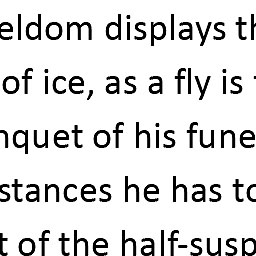 eldom displays th
of ice, as a fly is
nquet of his fune
stances he has to
t of the half-susp